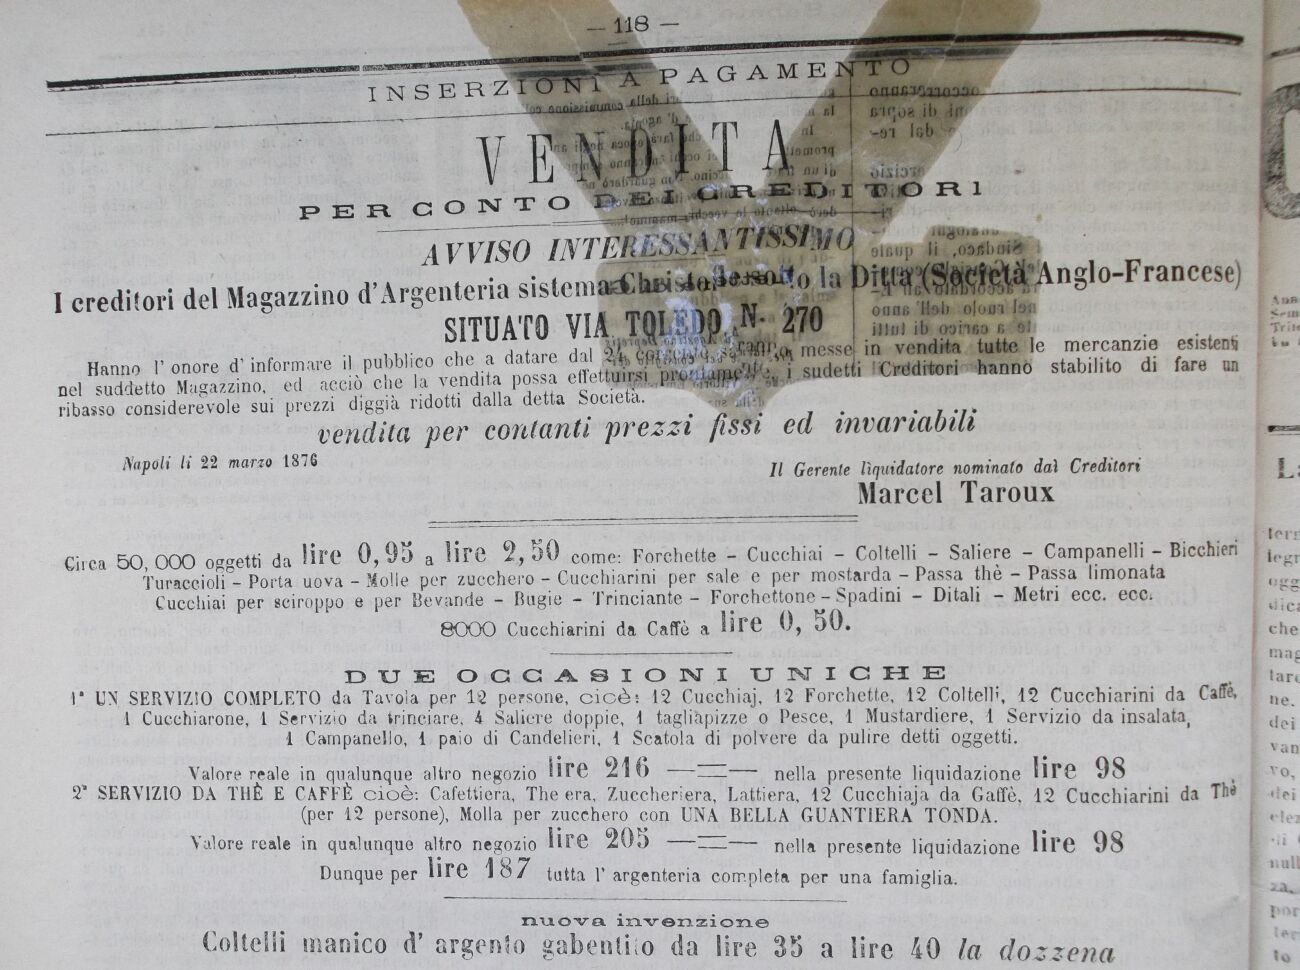 — 118 —
INSERZIONI A PAGAMENTO
VENDITA
PER CONTO DEI CREDITORI
AVVISO INTERESSANTISSIMO
I creditori del Magazzino d'Argenteria sistema sotto la Ditta (Società Anglo-Francese)
SITUATO VIA TOLEDO N. 270
Hanno l' onore d' informare il pubblico che a datare dal 24 corrente saranno messe in vendita tutte le mercanzie esistenti
nel suddetto Magazzino, ed acciò che la vendita possa effettuirsi prontamente, i sudetti Creditori hanno stabilito di fare un
ribasso considerevole sui prezzi diggià ridotti dalla detta Società.
vendita per contanti prezzi fissi ed invariabili
Napoli li 22 marzo 1876
Il Gerente liquidatore nominato dai Creditori
Marcel Taroux
Circa 50,000 oggetti da lire 0,95 a lire 2,50 come: Forchette – Cucchiai – Coltelli – Saliere – Campanelli – Bicchieri
Turaccioli – Porta uova – Molle per zucchero – Cucchiarini per sale e per mostarda – Passa thè – Passa limonata
Cucchiai per sciroppo e per Bevande – Bugie – Trinciante – Forchettone – Spadini – Ditali – Metri ecc. ecc.
8000 Cucchiarini da Caffè a lire 0, 50.
DUE OCCASIONI UNICHE
1ª UN SERVIZIO COMPLETO da Tavola per 12 persone, cioè: 12 Cucchiaj, 12 Forchette, 12 Coltelli, 12 Cucchiarini da Caffè,
1 Cucchiarone, 1 Servizio da trinciare, 4 Saliere doppie, 1 tagliapizze o Pesce, 1 Mustardiere, 1 Servizio da insalata,
1 Campanello, 1 paio di Candelieri, 1 Scatola di polvere da pulire detti oggetti.
Valore reale in qualunque altro negozio lire 216 —=— nella presente liquidazione lire 98
2ª SERVIZIO DA THÈ E CAFFÈ cioè: Cafettiera, The era, Zuccheriera, Lattiera, 12 Cucchiaja da Gaffè, 12 Cucchiarini da Thè
(per 12 persone), Molla per zucchero con UNA BELLA GUANTIERA TONDA.
Valore reale in qualunque altro negozio lire 205 —=— nella presente liquidazione lire 98
Dunque per lire 187 tutta l' argenteria completa per una famiglia.
nuova invenzione
Coltelli manico d' argento da lire 35 a lire 40 la dozzena